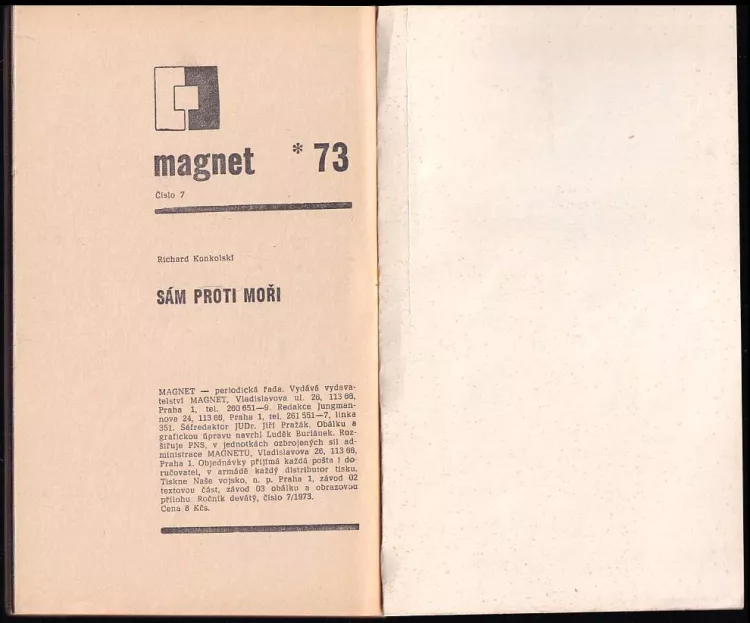 magnet * 73
Číslo 7
Richard Konkolski
SÁM PROTI MOŘI
MAGNET — periodická řada. Vydává vydava-
telství MAGNET, Vladislavova ul. 26, 113 66,
Praha 1, tel. 260 651—9. Redakce Jungman-
nova 24, 113 66, Praha 1, tel. 261 551—7, linka
351. Šéfredaktor JUDr. Jiří Pražák. Obálku a
grafickou úpravu navrhl Luděk Buriánek. Roz-
šiřuje PNS, v jednotkách ozbrojených sil ad-
ministrace MAGNETU, Vladislavova 26, 113 66,
Praha 1. Objednávky přijímá každá pošta i do-
ručovatel, v armádě každý distributor tisku.
Tiskne Naše vojsko, n. p. Praha 1, závod 02
textovou část, závod 03 obálku a obrazovou
přílohu. Ročník devátý, číslo 7/1973.
Cena 8 Kčs.